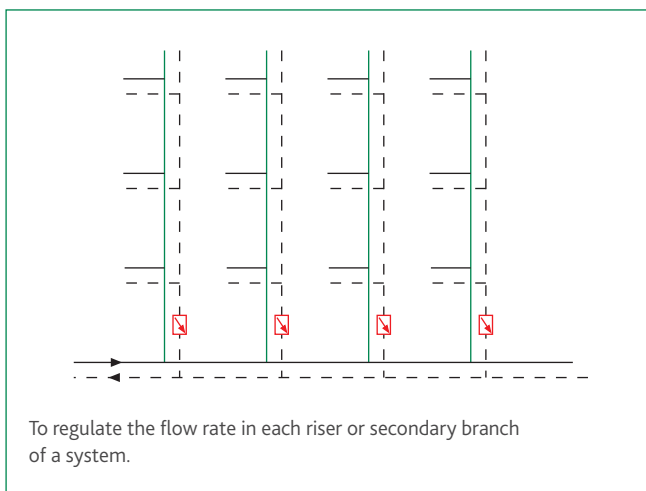 To regulate the flow rate in each riser or secondary branch
of a system.